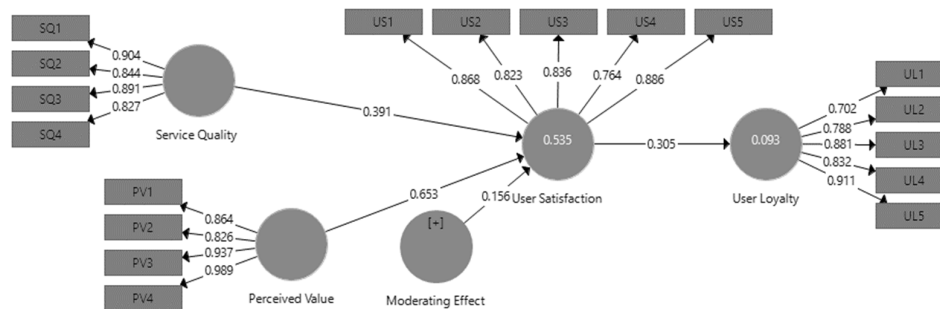 SQ1
SQ2
SQ3
SQ4
0.904
0.844
0.891
0.827
Service Quality
US1
US2
US3
US4
US5
0.868
0.823
0.836
0.764
0.886
0.391
0.535
User Satisfaction
0.305
0.093
User Loyalty
UL1
UL2
UL3
UL4
UL5
0.702
0.788
0.881
0.832
0.911
PV1
PV2
PV3
PV4
0.864
0.826
0.937
0.989
Perceived Value
0.653
0.156
[+]
Moderating Effect